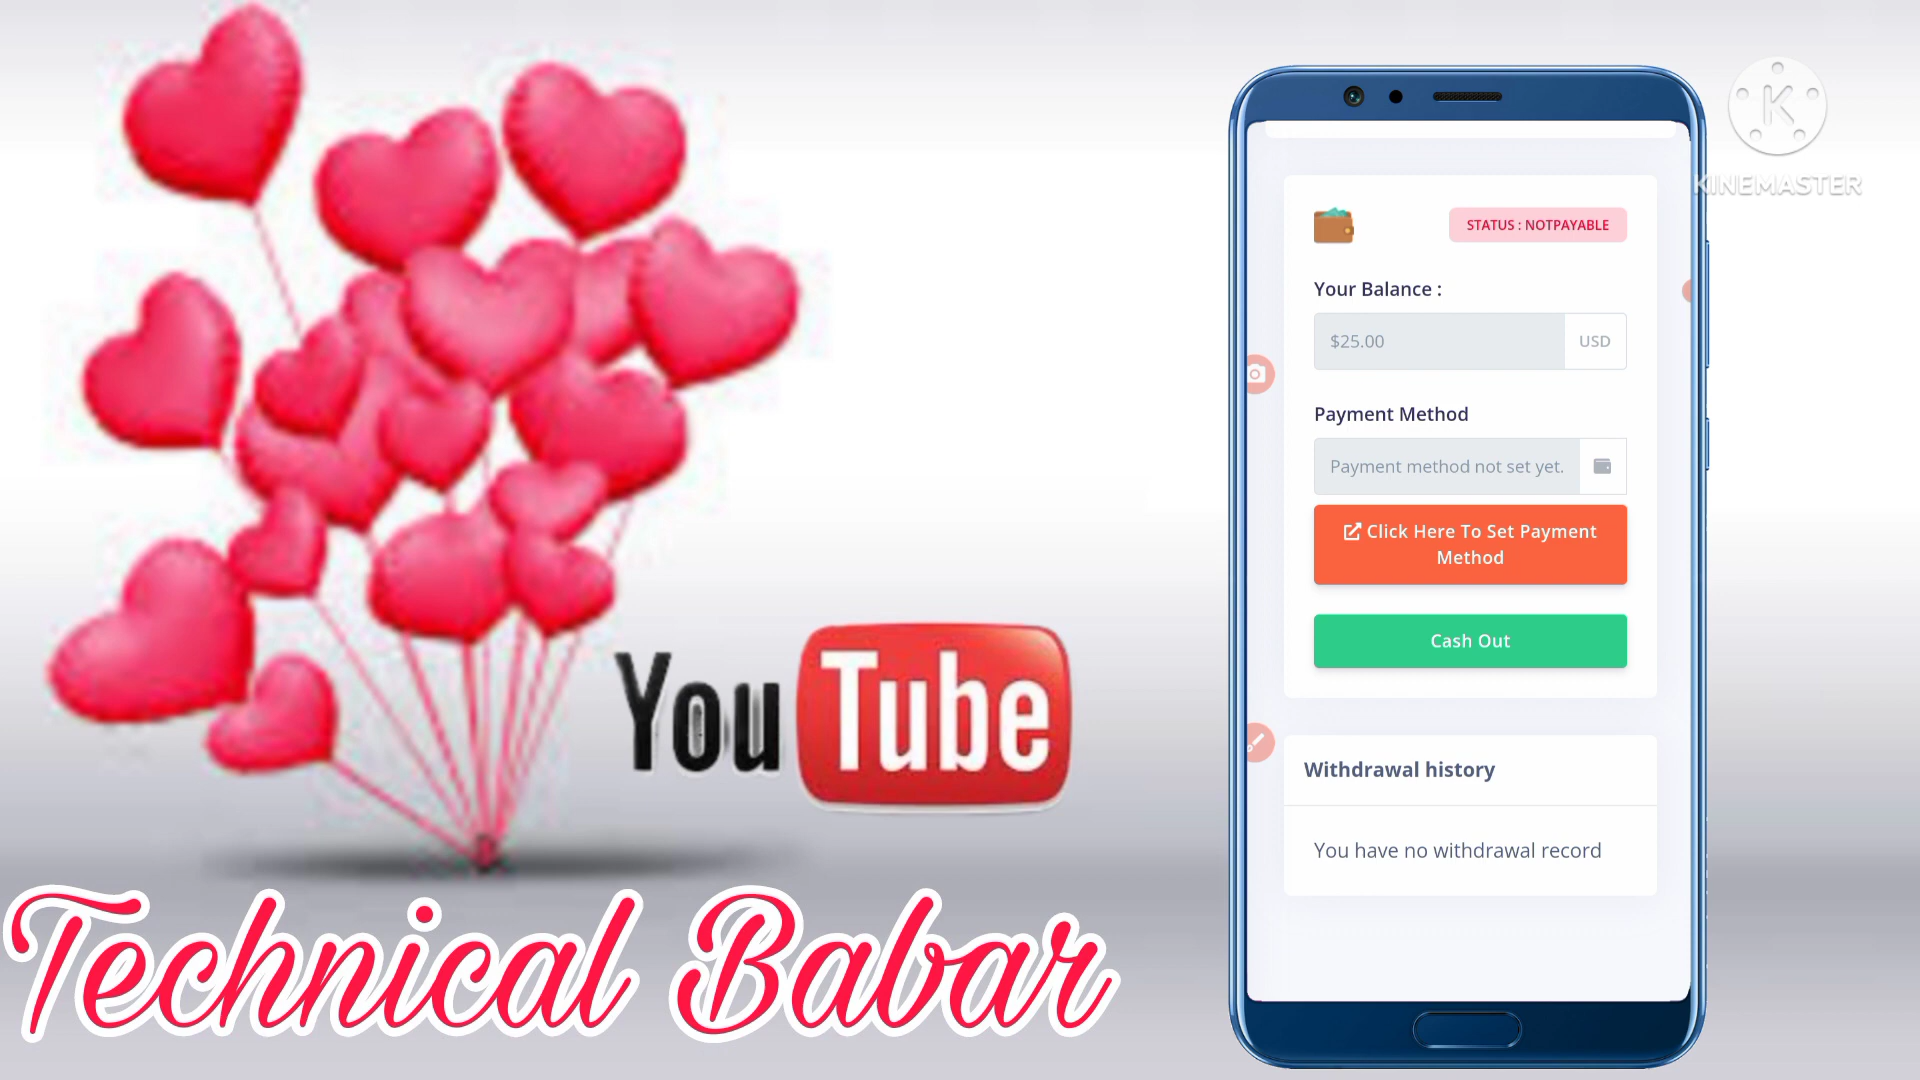 K
KINEMASTER
STATUS : NOTPAYABLE
Your Balance :
$25.00
USD
Payment Method
Payment method not set yet.
Click Here To Set Payment
Method
Cash Out
Withdrawal history
You have no withdrawal record
YouTube
Technical Babar